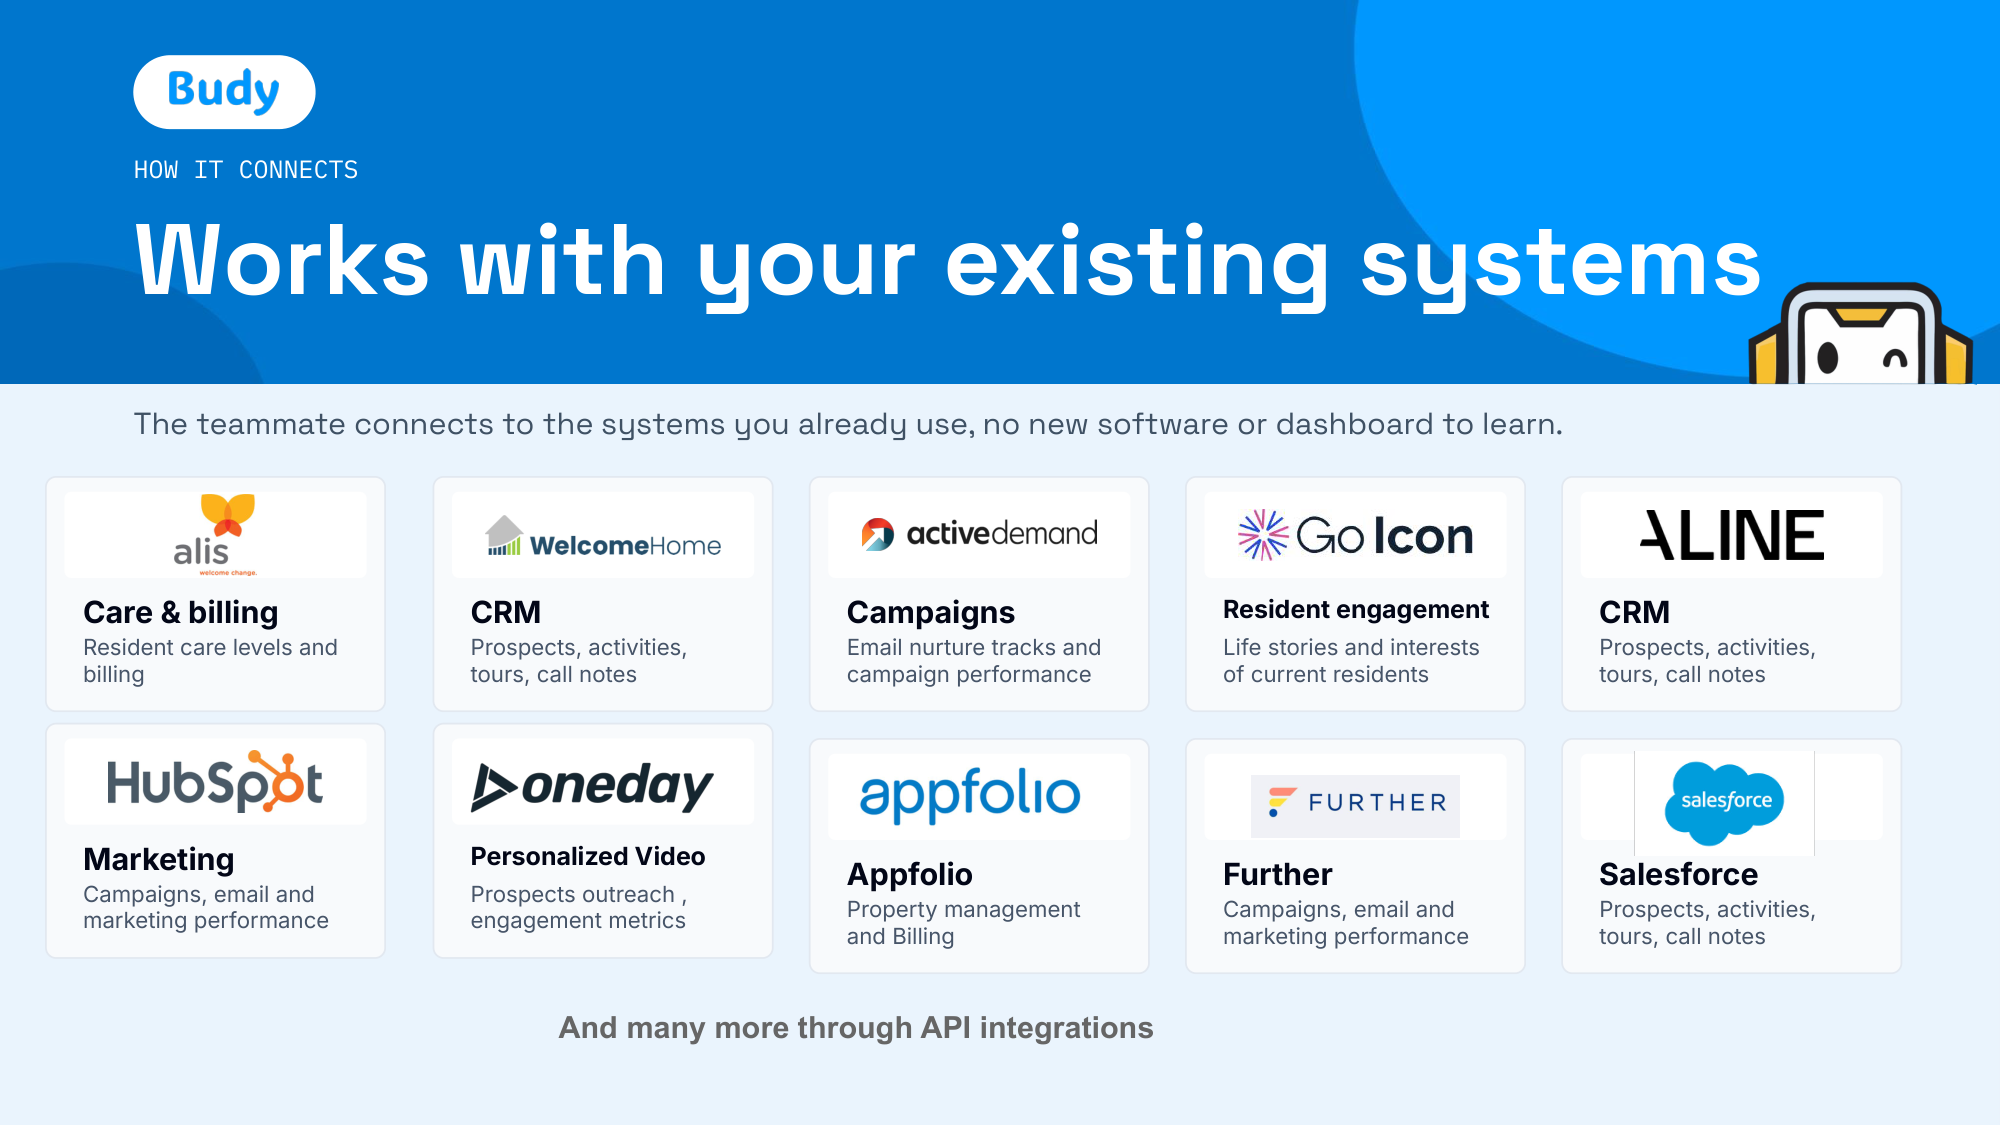 Budy
HOW IT CONNECTS
Works with your existing systems
The teammate connects to the systems you already use, no new software or dashboard to learn.
alis
welcome change.
Care & billing
Resident care levels and
billing
WelcomeHome
CRM
Prospects, activities,
tours, call notes
activedemand
Campaigns
Email nurture tracks and
campaign performance
Go Icon
Resident engagement
Life stories and interests
of current residents
ALINE
CRM
Prospects, activities,
tours, call notes
HubSpot
Marketing
Campaigns, email and
marketing performance
oneday
Personalized Video
Prospects outreach ,
engagement metrics
appfolio
Appfolio
Property management
and Billing
FURTHER
Further
Campaigns, email and
marketing performance
salesforce
Salesforce
Prospects, activities,
tours, call notes
And many more through API integrations